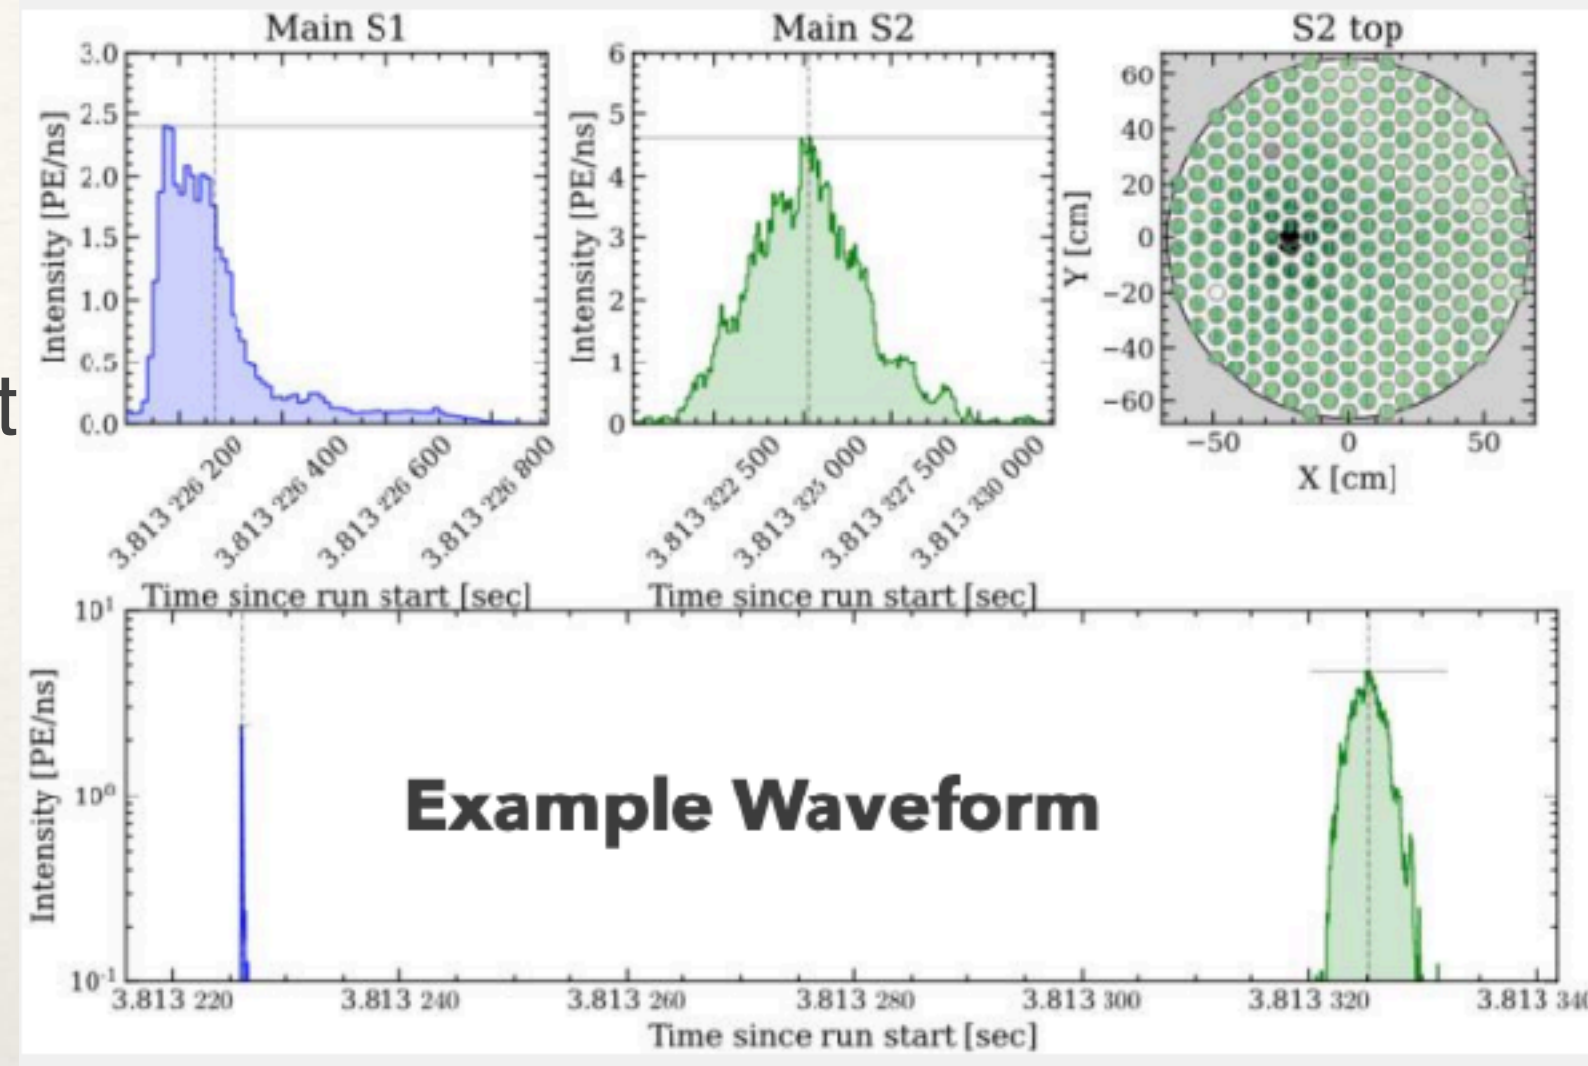 t
Main S1
3.0
2.5
2.0
1.5
1.0
0.5
0.0
Intensity [PE/ns]
3.813 226 200
3.813 226 400
3.813 226 600
3.813 226 800
Time since run start [sec]
Main S2
6
5
4
3
2
1
0
Intensity [PE/ns]
3.813 322 500
3.813 325 000
3.813 327 500
3.813 330 000
Time since run start [sec]
S2 top
60
40
20
0
−20
−40
−60
Y [cm]
−50 0 50
X [cm]
10¹
10⁰
10⁻¹
Intensity [PE/ns]
Example Waveform
3.813 220 3.813 240 3.813 260 3.813 280 3.813 300 3.813 320 3.813 340
Time since run start [sec]